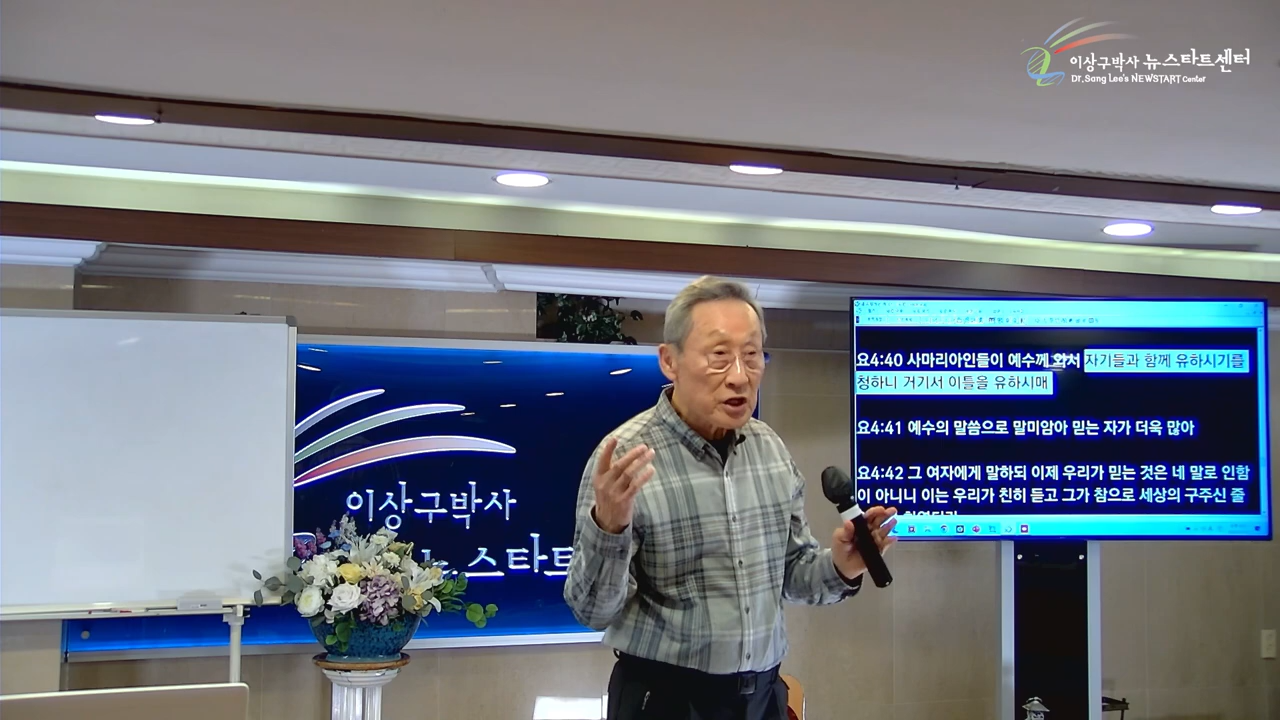 이상구박사 뉴스타트센터
Dr. Sang Lee's NEWSTART Center
이상구박사
뉴스타트
요4:40 사마리아인들이 예수께 와서 자기들과 함께 유하시기를
청하니 거기서 이틀을 유하시매
요4:41 예수의 말씀으로 말미암아 믿는 자가 더욱 많아
요4:42 그 여자에게 말하되 이제 우리가 믿는 것은 네 말로 인함
이 아니니 이는 우리가 친히 듣고 그가 참으로 세상의 구주신 줄